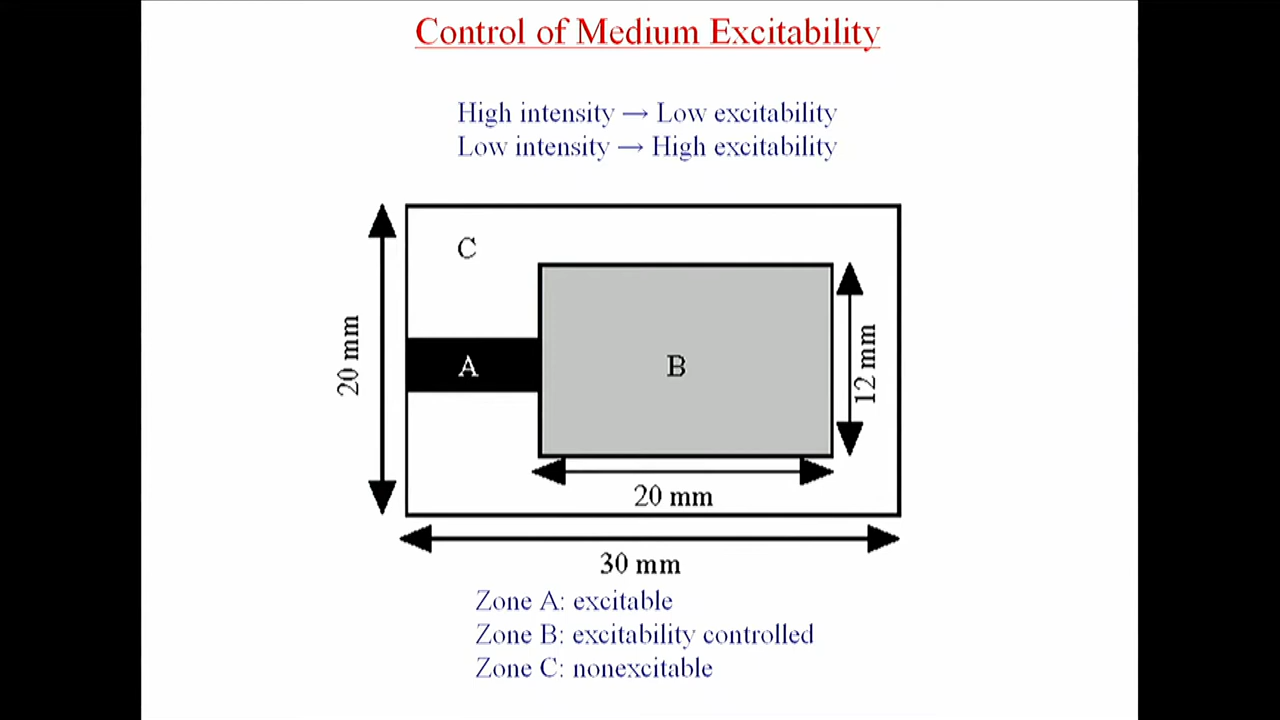 Control of Medium Excitability
High intensity → Low excitability
Low intensity → High excitability
C
20 mm
A
B
12 mm
20 mm
30 mm
Zone A: excitable
Zone B: excitability controlled
Zone C: nonexcitable